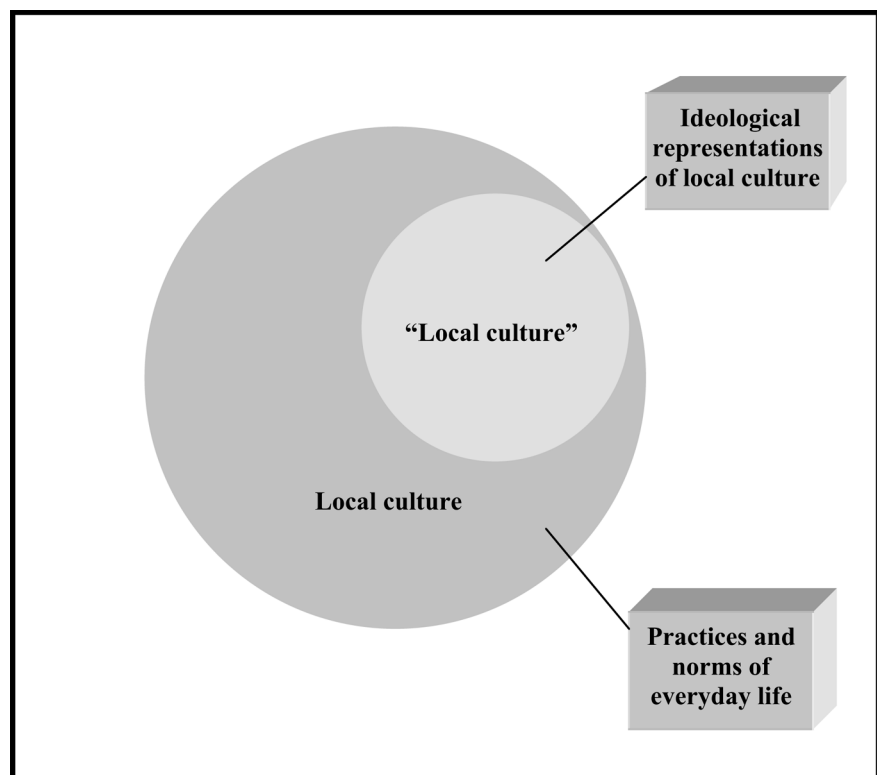 Ideological
representations
of local culture
“Local culture”
Local culture
Practices and
norms of
everyday life